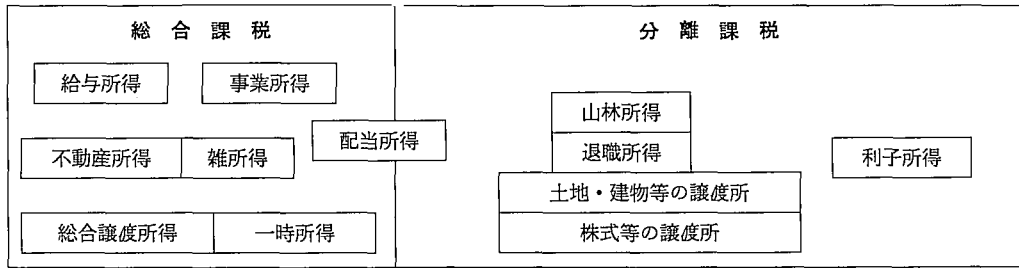 総合課税
分離課税
給与所得
事業所得
配当所得
不動産所得
雑所得
総合譲渡所得
一時所得
山林所得
退職所得
土地・建物等の譲渡所
株式等の譲渡所
利子所得